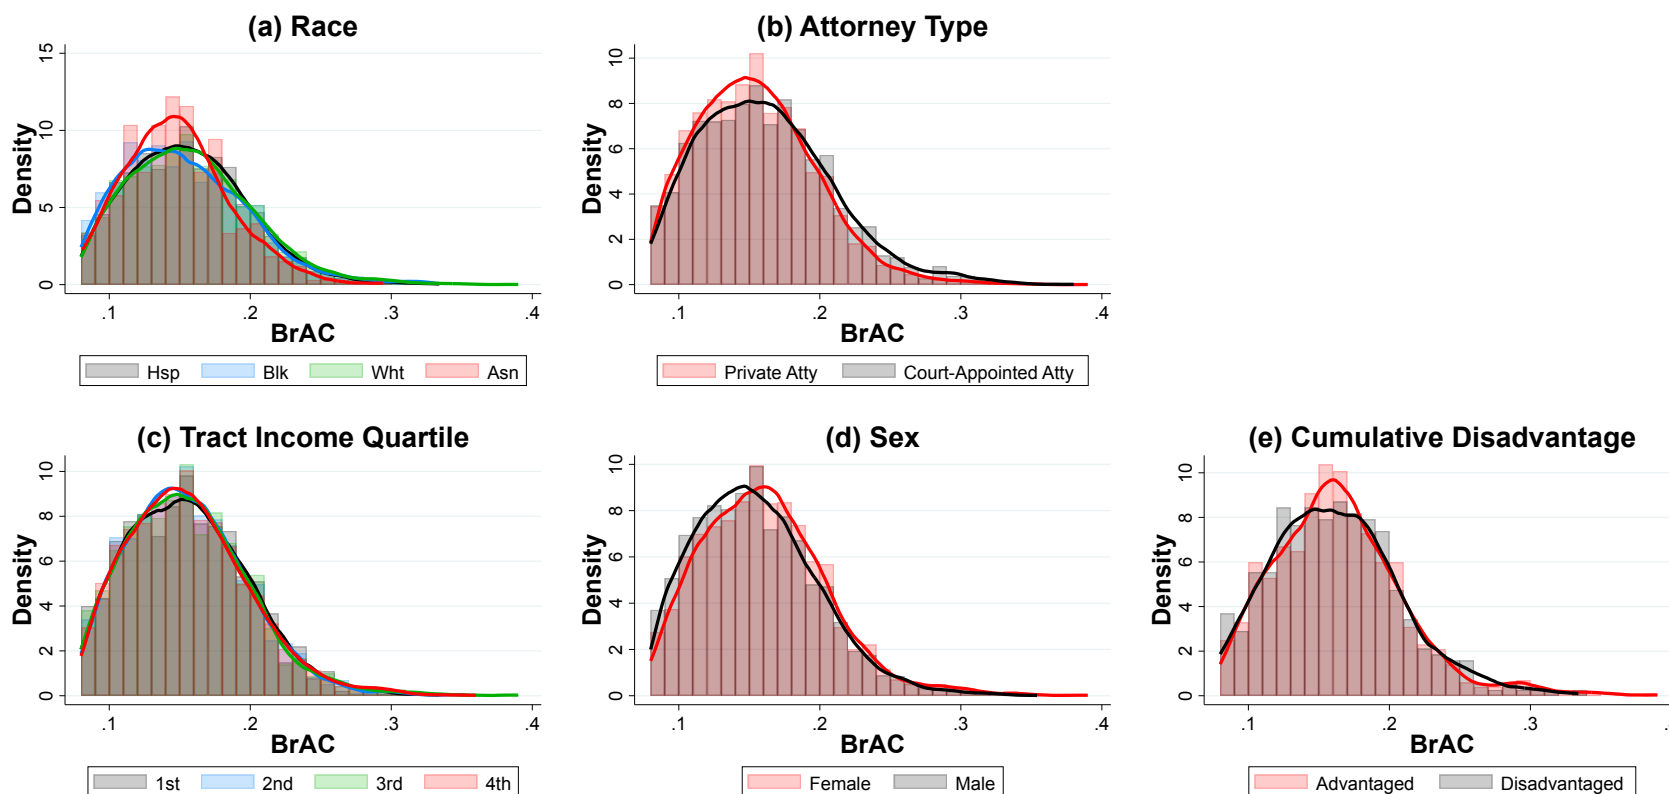 (a) Race
Density
0 5 10 15
.1 .2 .3 .4
BrAC
Hsp Blk Wht Asn
(b) Attorney Type
Density
0 2 4 6 8 10
.1 .2 .3 .4
BrAC
Private Atty Court-Appointed Atty
(c) Tract Income Quartile
Density
0 2 4 6 8 10
.1 .2 .3 .4
BrAC
1st 2nd 3rd 4th
(d) Sex
Density
0 2 4 6 8 10
.1 .2 .3 .4
BrAC
Female Male
(e) Cumulative Disadvantage
Density
0 2 4 6 8 10
.1 .2 .3
BrAC
Advantaged Disadvantaged